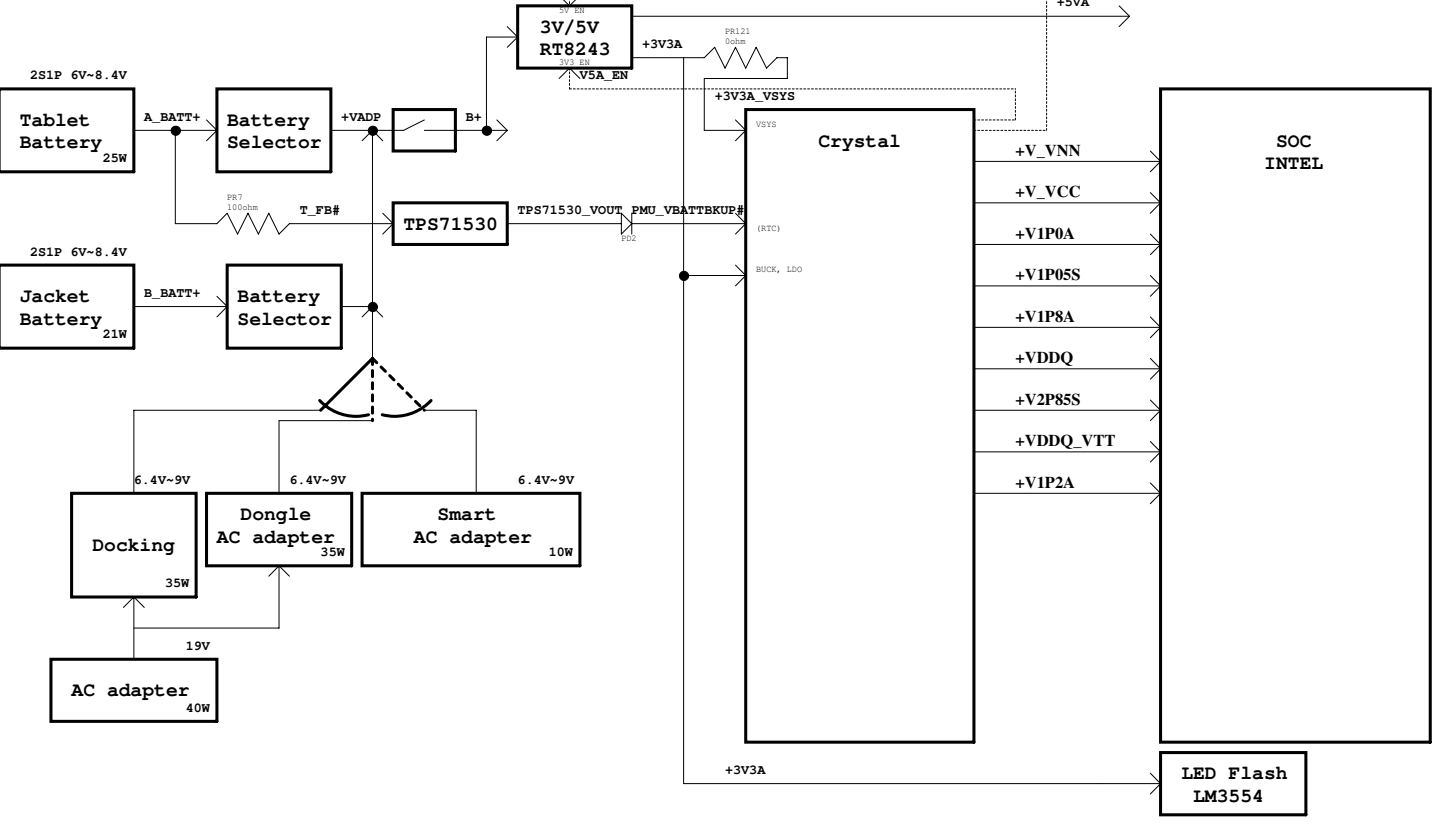 5V EN
+5VA
3V/5V
RT8243
3V3 EN
PR121
0ohm
+3V3A
V5A_EN
+3V3A_VSYS
2S1P 6V~8.4V
Tablet
Battery
25W
A_BATT+
Battery
Selector
+VADP
B+
VSYS
Crystal
SOC
INTEL
+V_VNN
+V_VCC
PR7
100ohm
T_FB#
TPS71530
TPS71530_VOUT
PMU_VBATTBKUP#
PD2
(RTC)
+V1P0A
2S1P 6V~8.4V
BUCK, LDO
+V1P05S
Jacket
Battery
21W
B_BATT+
Battery
Selector
+V1P8A
+VDDQ
+V2P85S
+VDDQ_VTT
+V1P2A
6.4V~9V
6.4V~9V
6.4V~9V
Docking
35W
Dongle
AC adapter
35W
Smart
AC adapter
10W
19V
AC adapter
40W
+3V3A
LED Flash
LM3554